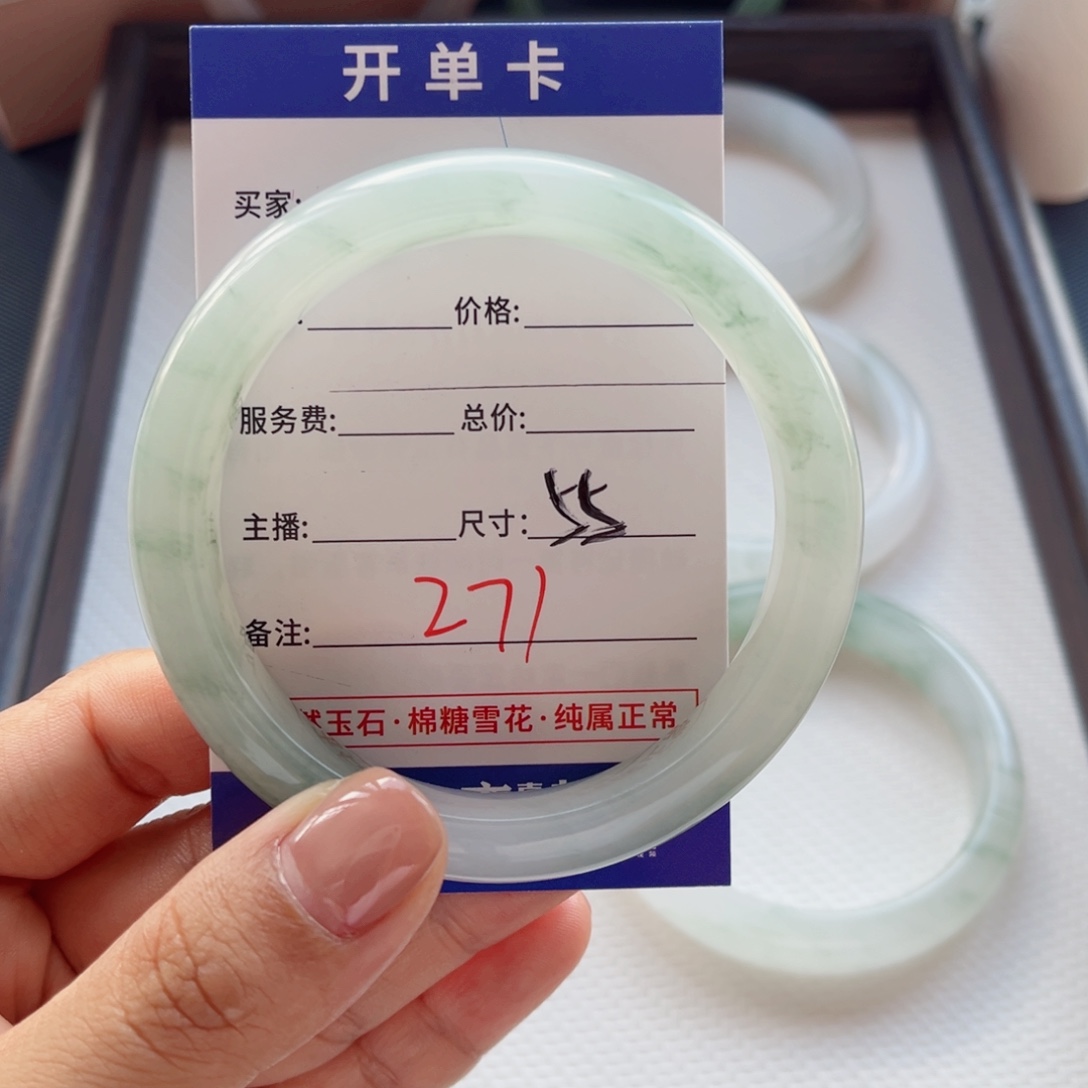 开单卡
买家:
价格:
服务费: 总价:
主播: 尺寸: 55
备注: 271
玉石·棉糖雪花·纯属正常